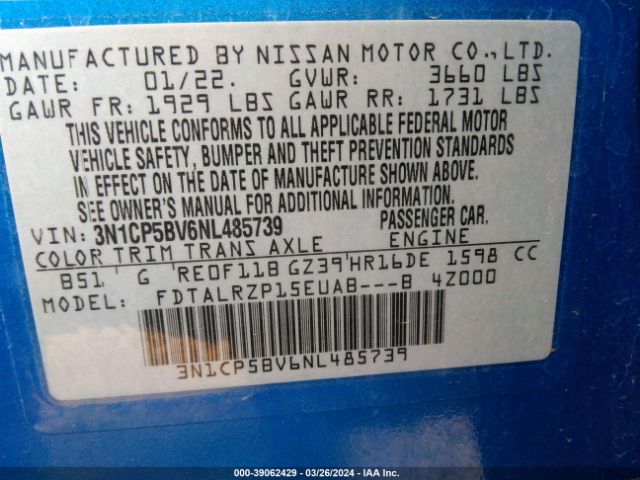 MANUFACTURED BY NISSAN MOTOR CO., LTD.
DATE: 01/22. GVWR: 3660 LBS
GAWR FR: 1929 LBS GAWR RR: 1731 LBS
THIS VEHICLE CONFORMS TO ALL APPLICABLE FEDERAL MOTOR
VEHICLE SAFETY, BUMPER AND THEFT PREVENTION STANDARDS
IN EFFECT ON THE DATE OF MANUFACTURE SHOWN ABOVE.
SEE OWNER'S MANUAL FOR ADDITIONAL INFORMATION.
VIN: 3N1CP5BV6NL485739 PASSENGER CAR.
COLOR TRIM TRANS AXLE ENGINE
B51 G RE0F11B GZ39 HR16DE 1598 CC
MODEL: FDTALRZP15EUAB---B 4Z000
3N1CP5BV6NL485739
000-39062429 - 03/26/2024 - IAA Inc.